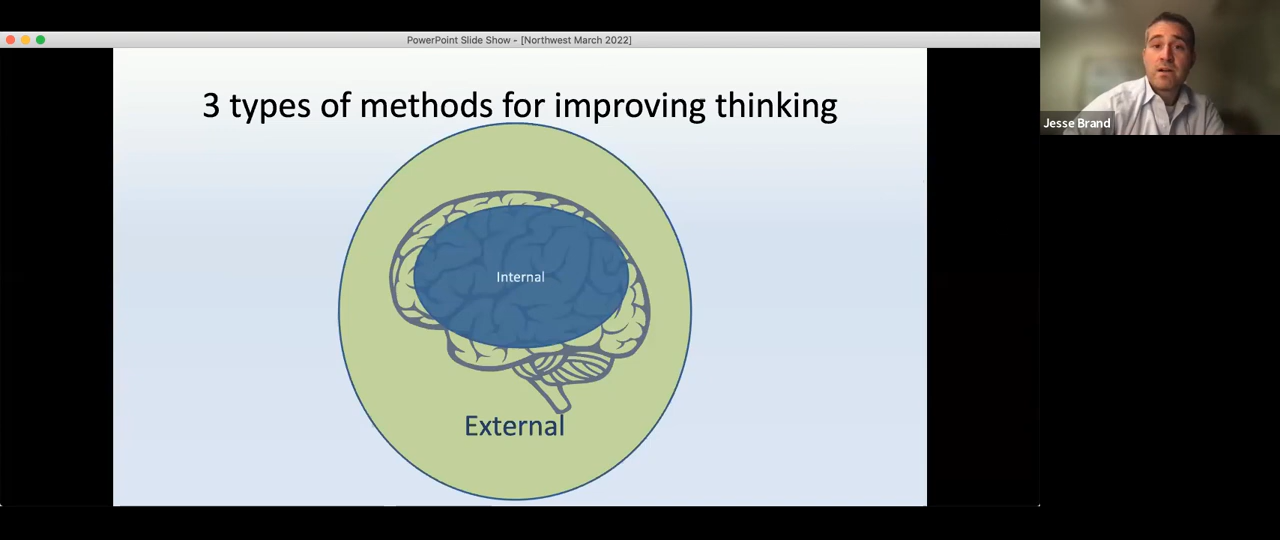 PowerPoint Slide Show - [Northwest March 2022]
3 types of methods for improving thinking
Internal
External
Jesse Brand